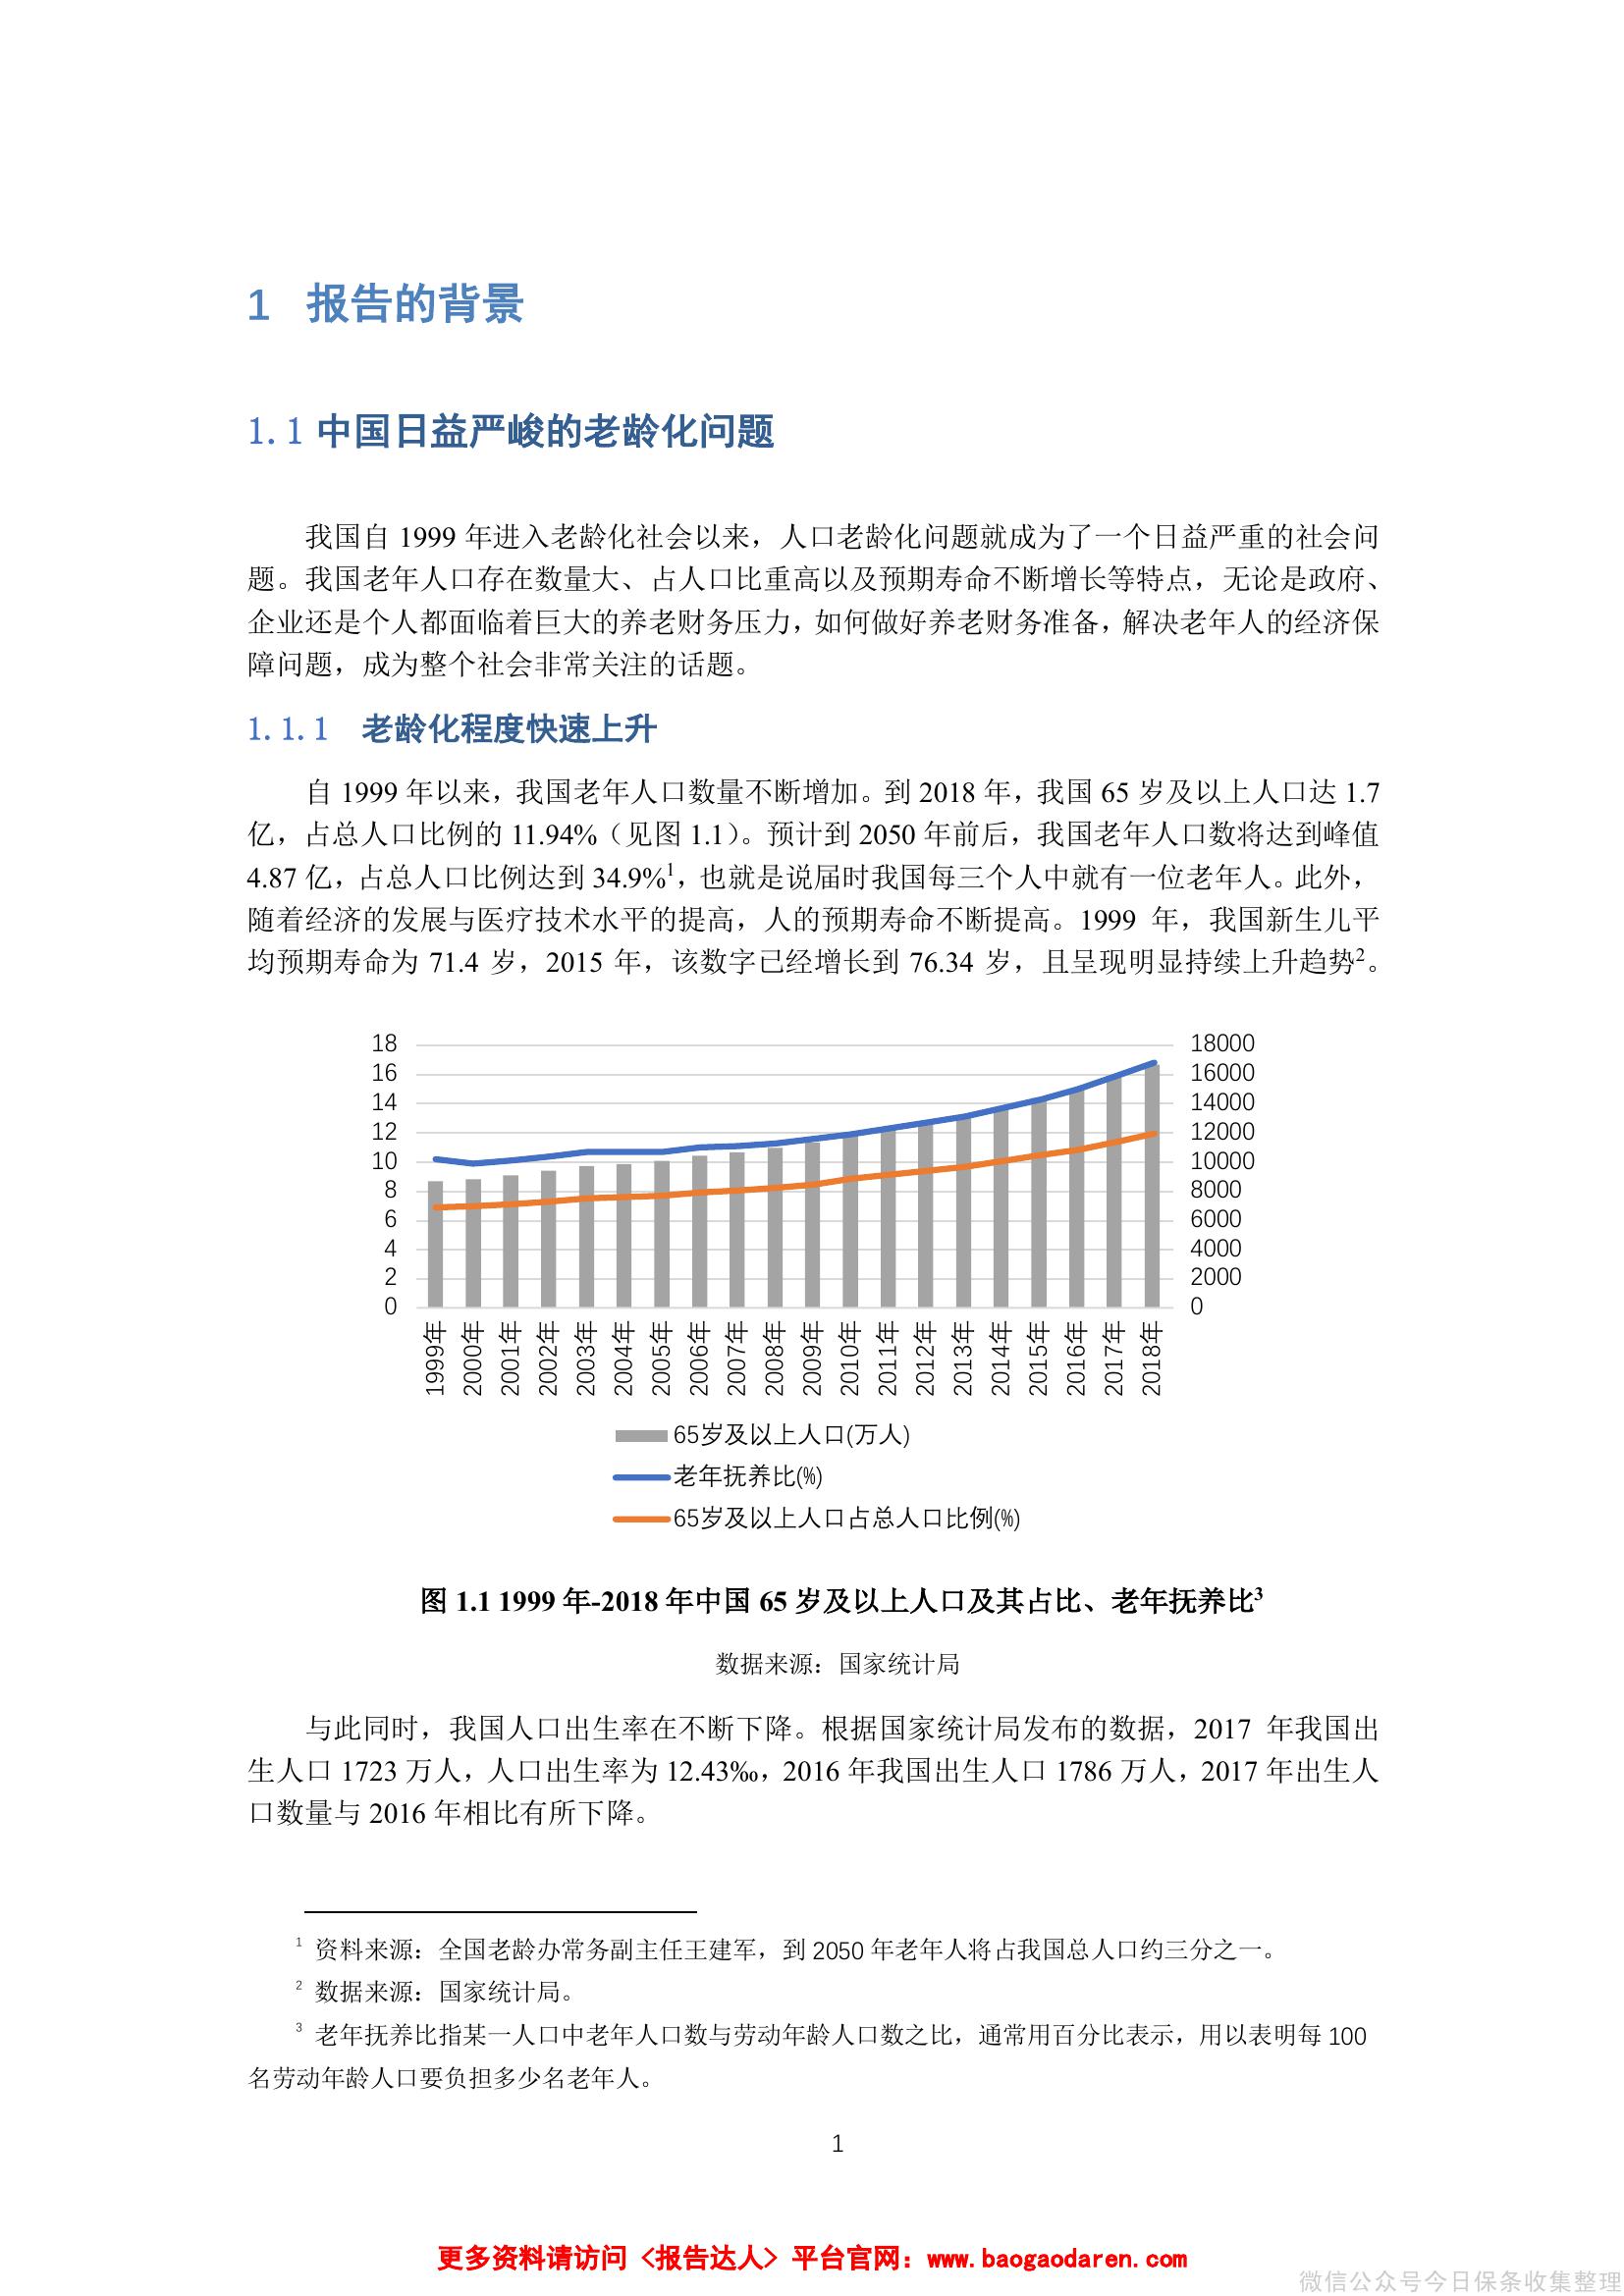 1 报告的背景
1.1 中国日益严峻的老龄化问题
我国自 1999 年进入老龄化社会以来，人口老龄化问题就成为了一个日益严重的社会问
题。我国老年人口存在数量大、占人口比重高以及预期寿命不断增长等特点，无论是政府、
企业还是个人都面临着巨大的养老财务压力，如何做好养老财务准备，解决老年人的经济保
障问题，成为整个社会非常关注的话题。
1.1.1 老龄化程度快速上升
自 1999 年以来，我国老年人口数量不断增加。到 2018 年，我国 65 岁及以上人口达 1.7
亿，占总人口比例的 11.94%（见图 1.1）。预计到 2050 年前后，我国老年人口数将达到峰值
4.87 亿，占总人口比例达到 34.9%¹，也就是说届时我国每三个人中就有一位老年人。此外，
随着经济的发展与医疗技术水平的提高，人的预期寿命不断提高。1999 年，我国新生儿平
均预期寿命为 71.4 岁，2015 年，该数字已经增长到 76.34 岁，且呈现明显持续上升趋势²。
18 18000
16 16000
14 14000
12 12000
10 10000
8 8000
6 6000
4 4000
2 2000
0 0
1999年 2000年 2001年 2002年 2003年 2004年 2005年 2006年 2007年 2008年 2009年 2010年 2011年 2012年 2013年 2014年 2015年 2016年 2017年 2018年
65岁及以上人口(万人)
老年抚养比(%)
65岁及以上人口占总人口比例(%)
图 1.1 1999 年-2018 年中国 65 岁及以上人口及其占比、老年抚养比³
数据来源：国家统计局
与此同时，我国人口出生率在不断下降。根据国家统计局发布的数据，2017 年我国出
生人口 1723 万人，人口出生率为 12.43‰，2016 年我国出生人口 1786 万人，2017 年出生人
口数量与 2016 年相比有所下降。
¹ 资料来源：全国老龄办常务副主任王建军，到 2050 年老年人将占我国总人口约三分之一。
² 数据来源：国家统计局。
³ 老年抚养比指某一人口中老年人口数与劳动年龄人口数之比，通常用百分比表示，用以表明每 100
名劳动年龄人口要负担多少名老年人。
1
更多资料请访问〈报告达人〉平台官网：www.baogaodaren.com
微信公众号今日保条收集整理